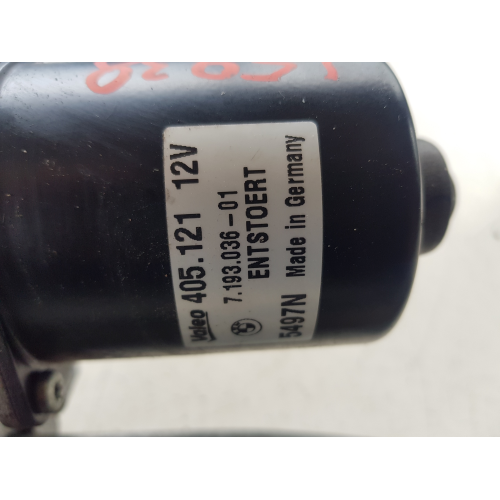 Valeo 405.121 12V
7.193.036-01
ENTSTOERT
5497N Made in Germany